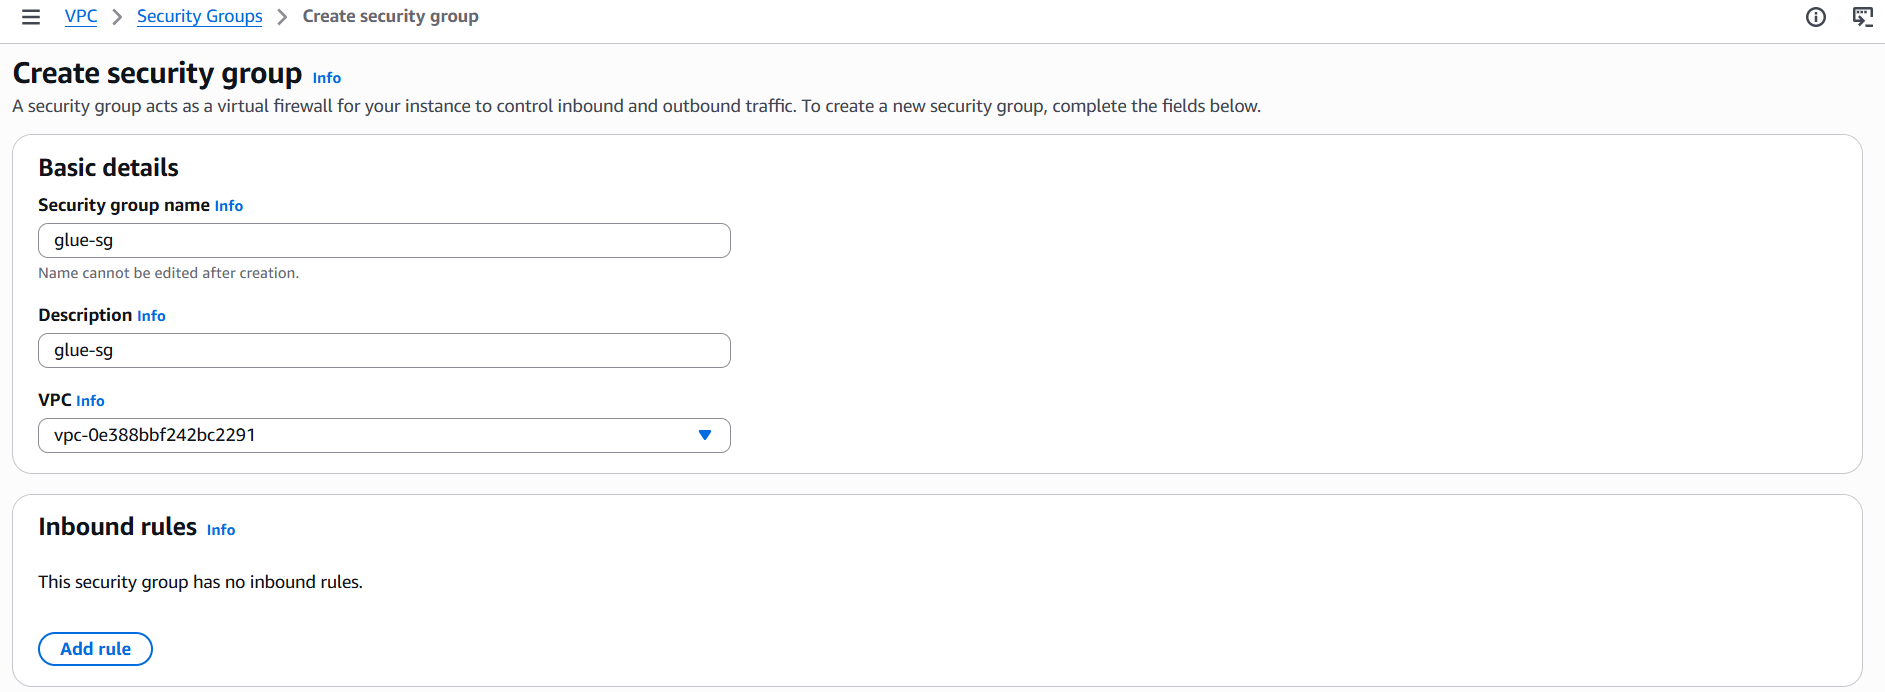 VPC > Security Groups > Create security group
Create security group Info
A security group acts as a virtual firewall for your instance to control inbound and outbound traffic. To create a new security group, complete the fields below.
Basic details
Security group name Info
glue-sg
Name cannot be edited after creation.
Description Info
glue-sg
VPC Info
vpc-0e388bbf242bc2291
Inbound rules Info
This security group has no inbound rules.
Add rule